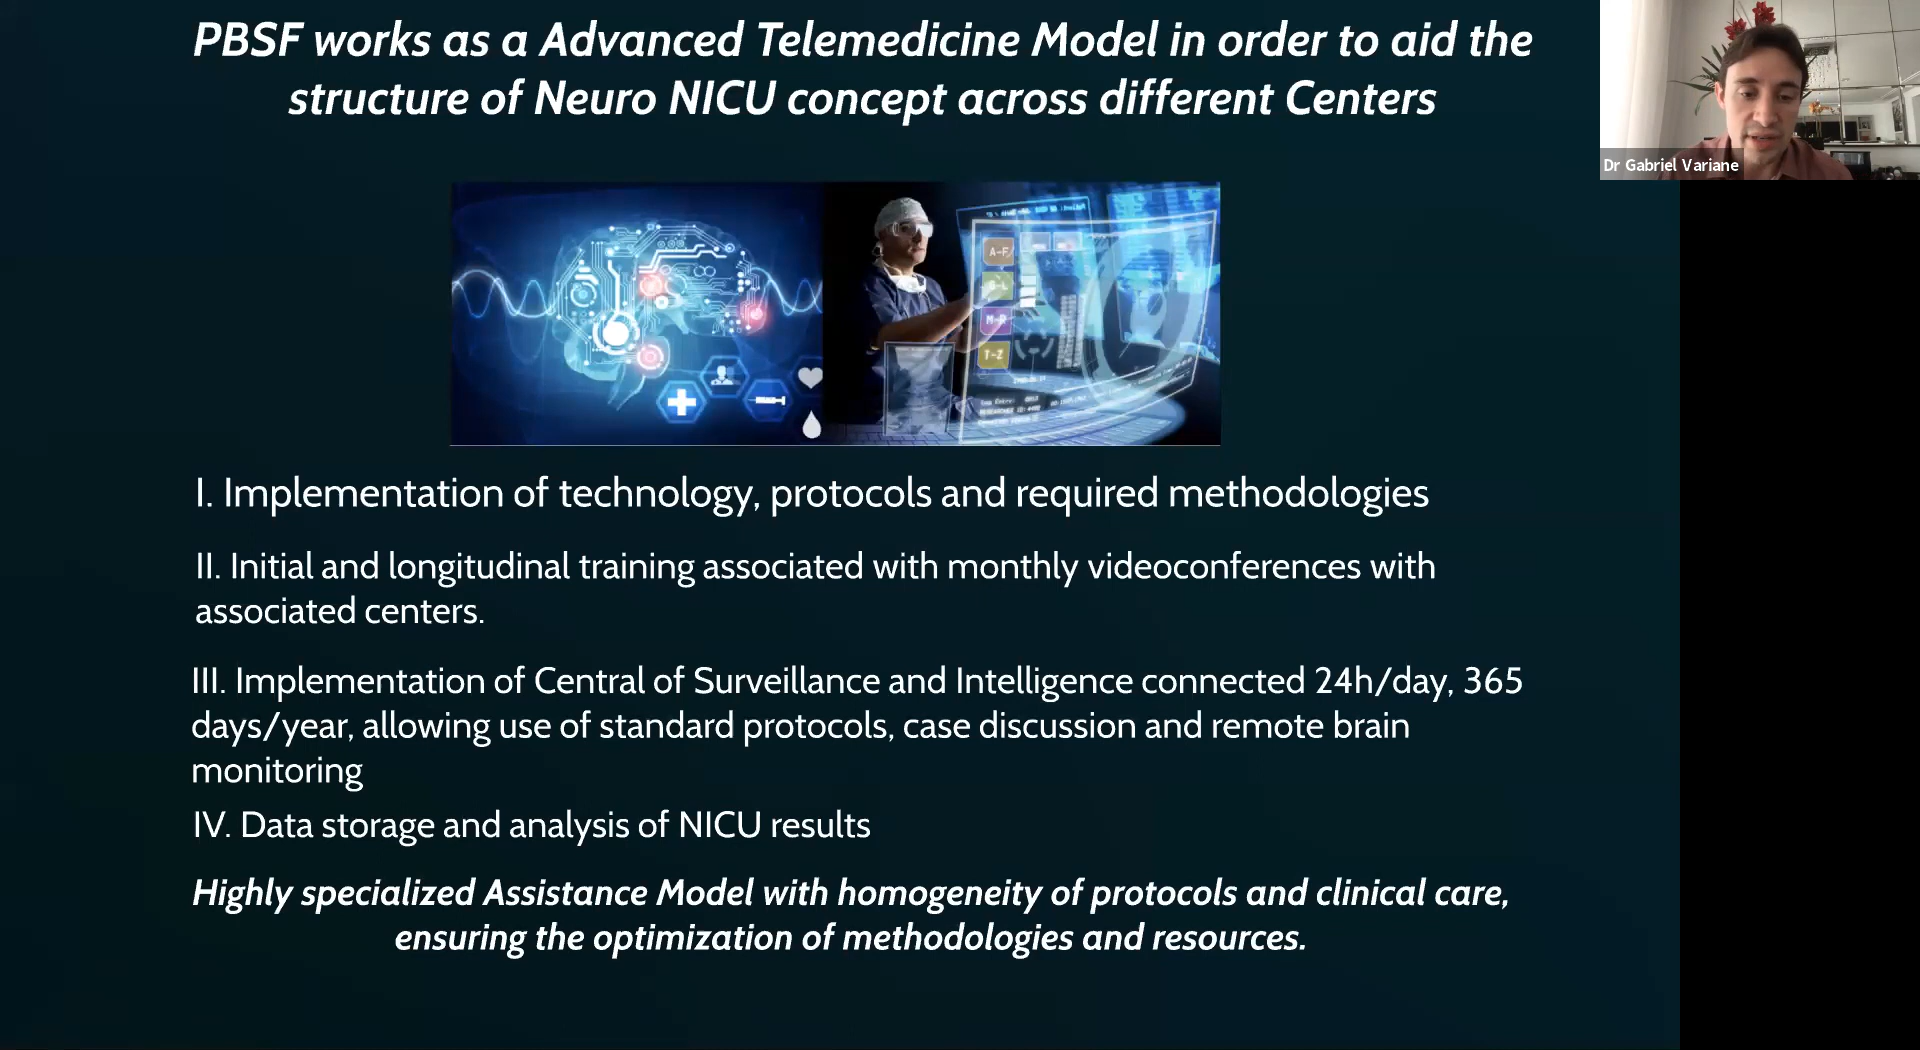 PBSF works as a Advanced Telemedicine Model in order to aid the
structure of Neuro NICU concept across different Centers
Dr Gabriel Variane
A-F
G-L
M-R
T-Z
I. Implementation of technology, protocols and required methodologies
II. Initial and longitudinal training associated with monthly videoconferences with
associated centers.
III. Implementation of Central of Surveillance and Intelligence connected 24h/day, 365
days/year, allowing use of standard protocols, case discussion and remote brain
monitoring
IV. Data storage and analysis of NICU results
Highly specialized Assistance Model with homogeneity of protocols and clinical care,
ensuring the optimization of methodologies and resources.